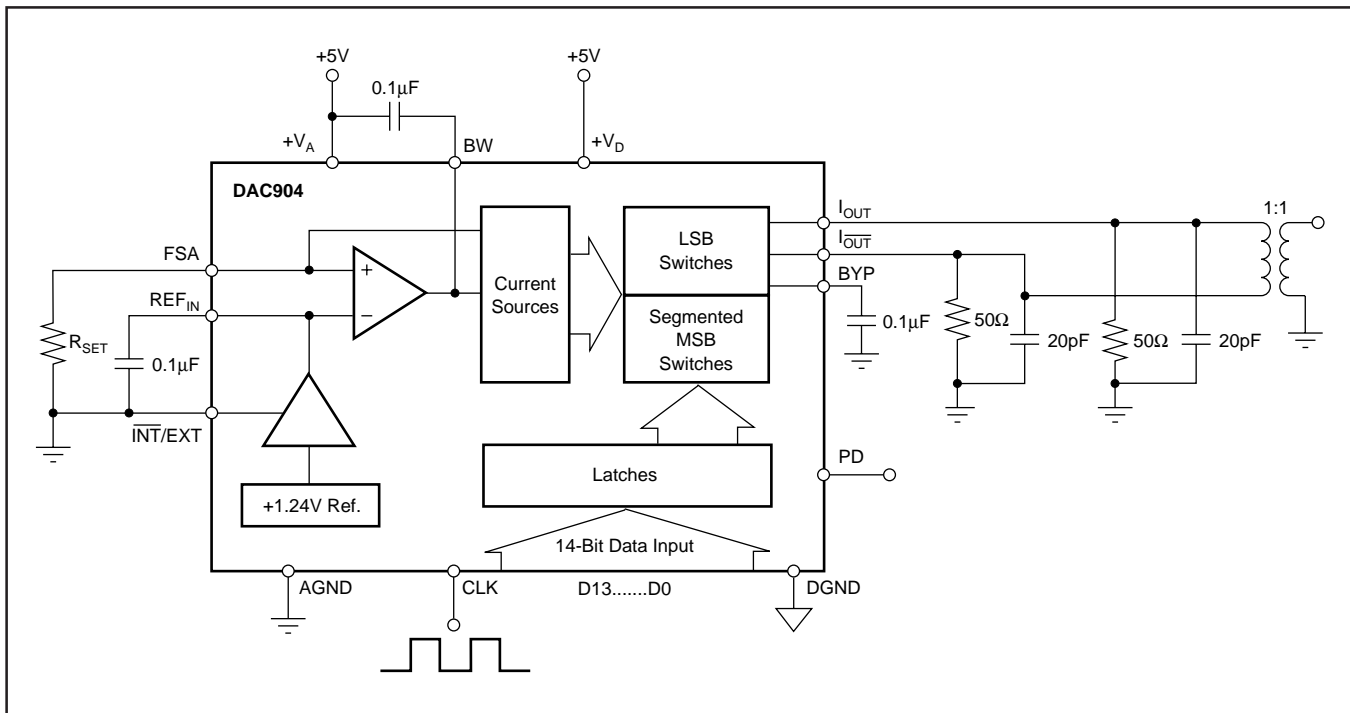 +5V
+5V
0.1µF
+V_A
BW
+V_D
DAC904
FSA
REF_IN
R_SET
0.1µF
I̅N̅T̅/EXT
+
–
+1.24V Ref.
Current
Sources
LSB
Switches
Segmented
MSB
Switches
Latches
14-Bit Data Input
I_OUT
I_O̅U̅T̅
BYP
0.1µF
50Ω
20pF
50Ω
20pF
1:1
PD
AGND
CLK
D13.......D0
DGND